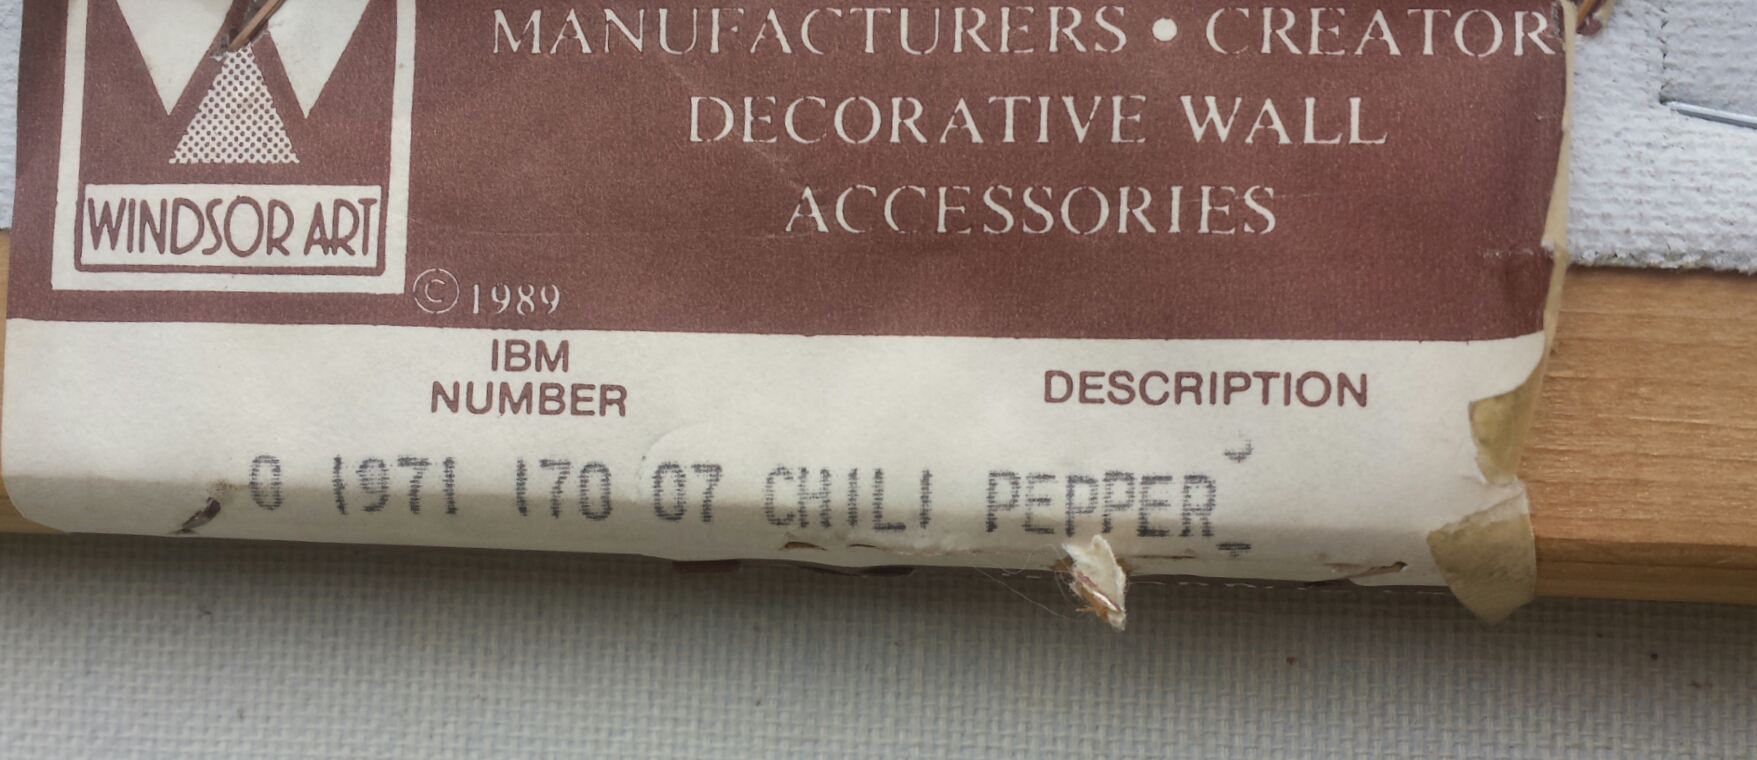 MANUFACTURERS • CREATOR
DECORATIVE WALL
ACCESSORIES
WINDSOR ART
© 1989
IBM
NUMBER
DESCRIPTION
0 1971 170 07 CHILI PEPPER